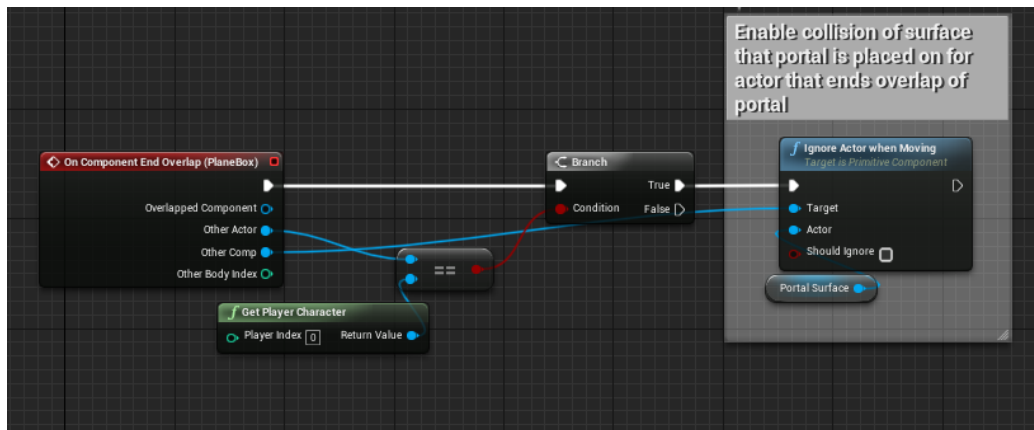 Enable collision of surface
that portal is placed on for
actor that ends overlap of
portal
On Component End Overlap (PlaneBox)
Overlapped Component
Other Actor
Other Comp
Other Body Index
f Get Player Character
Player Index 0
Return Value
==
Branch
True
Condition
False
f Ignore Actor when Moving
Target is Primitive Component
Target
Actor
Should Ignore
Portal Surface